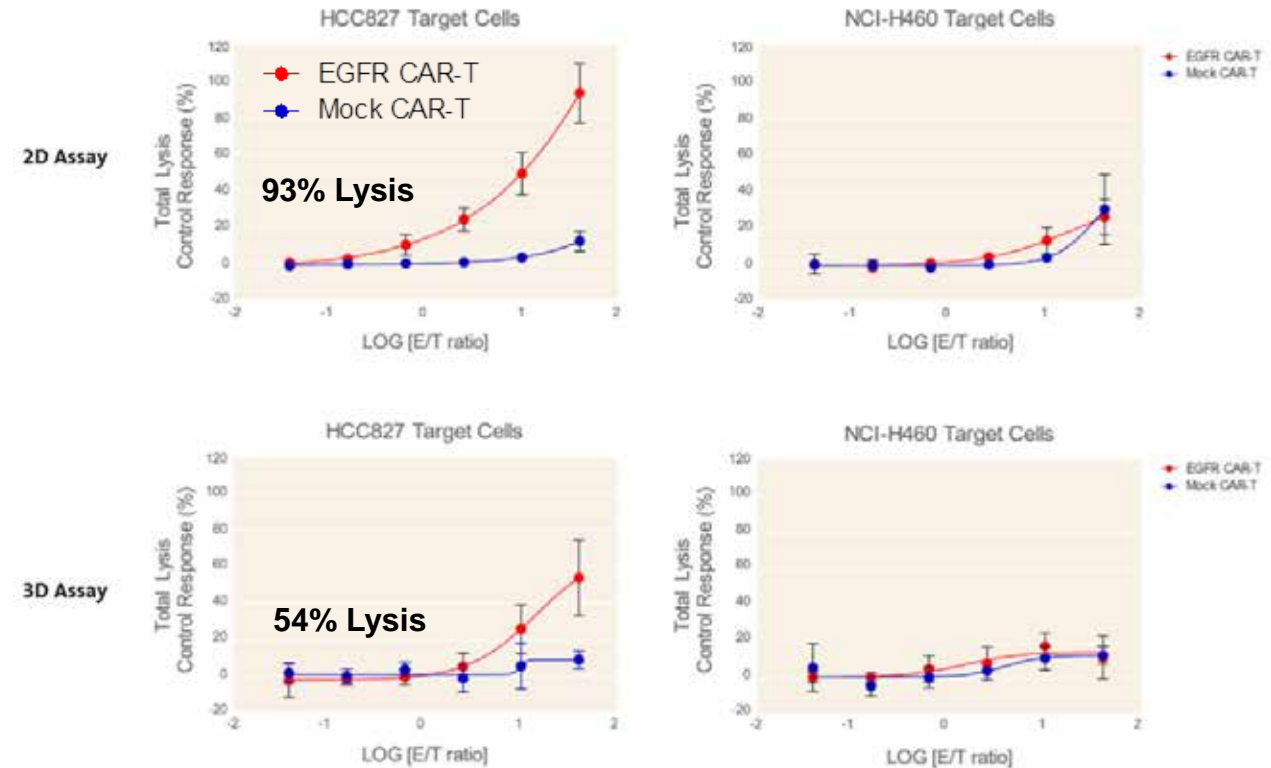 HCC827 Target Cells
NCI-H460 Target Cells
2D Assay
Total Lysis
Control Response (%)
120
100
80
60
40
20
0
-20
EGFR CAR-T
Mock CAR-T
93% Lysis
-2
-1
0
1
2
LOG [E/T ratio]
Total Lysis
Control Response (%)
120
100
80
60
40
20
0
-20
-2
-1
0
1
2
LOG [E/T ratio]
EGFR CAR-T
Mock CAR-T
HCC827 Target Cells
NCI-H460 Target Cells
3D Assay
Total Lysis
Control Response (%)
120
100
80
60
40
20
0
-20
54% Lysis
-2
-1
0
1
2
LOG [E/T ratio]
Total Lysis
Control Response (%)
120
100
80
60
40
20
0
-20
-2
-1
0
1
2
LOG [E/T ratio]
EGFR CAR-T
Mock CAR-T